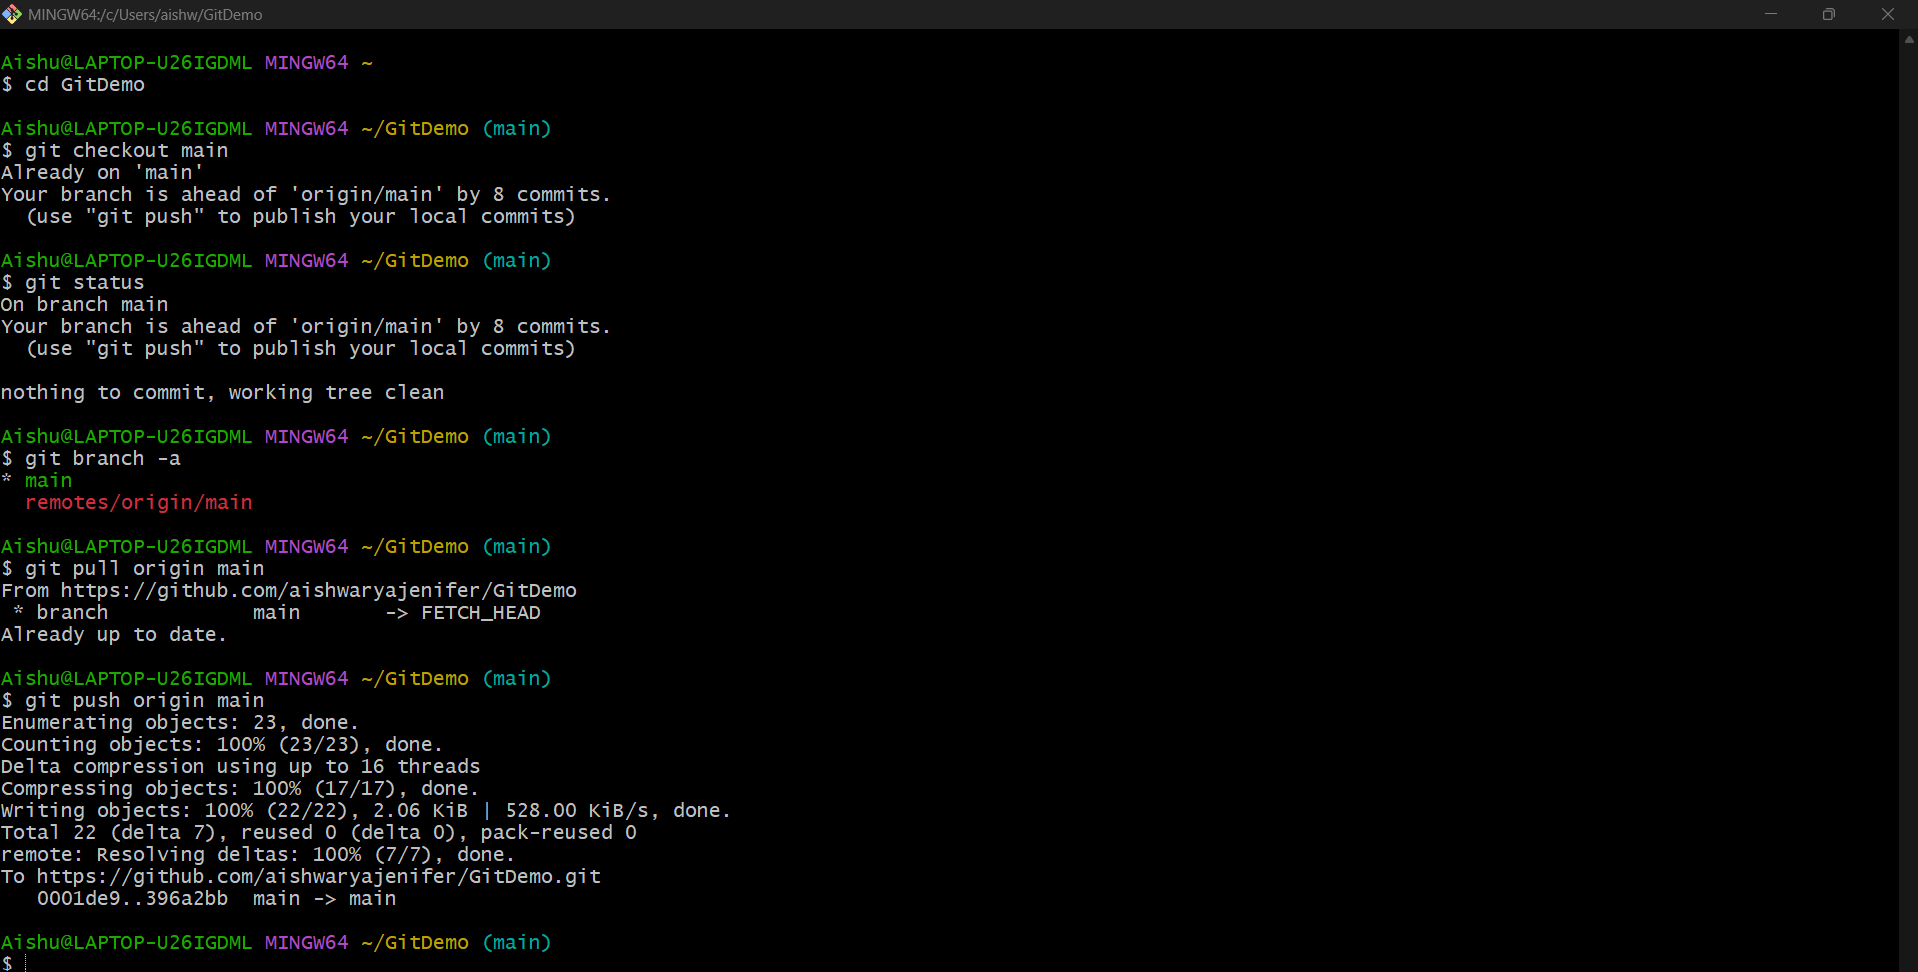 MINGW64:/c/Users/aishw/GitDemo
Aishu@LAPTOP-U26IGDML MINGW64 ~
$ cd GitDemo
Aishu@LAPTOP-U26IGDML MINGW64 ~/GitDemo (main)
$ git checkout main
Already on 'main'
Your branch is ahead of 'origin/main' by 8 commits.
  (use "git push" to publish your local commits)
Aishu@LAPTOP-U26IGDML MINGW64 ~/GitDemo (main)
$ git status
On branch main
Your branch is ahead of 'origin/main' by 8 commits.
  (use "git push" to publish your local commits)
nothing to commit, working tree clean
Aishu@LAPTOP-U26IGDML MINGW64 ~/GitDemo (main)
$ git branch -a
* main
  remotes/origin/main
Aishu@LAPTOP-U26IGDML MINGW64 ~/GitDemo (main)
$ git pull origin main
From https://github.com/aishwaryajenifer/GitDemo
 * branch            main       -> FETCH_HEAD
Already up to date.
Aishu@LAPTOP-U26IGDML MINGW64 ~/GitDemo (main)
$ git push origin main
Enumerating objects: 23, done.
Counting objects: 100% (23/23), done.
Delta compression using up to 16 threads
Compressing objects: 100% (17/17), done.
Writing objects: 100% (22/22), 2.06 KiB | 528.00 KiB/s, done.
Total 22 (delta 7), reused 0 (delta 0), pack-reused 0
remote: Resolving deltas: 100% (7/7), done.
To https://github.com/aishwaryajenifer/GitDemo.git
   0001de9..396a2bb  main -> main
Aishu@LAPTOP-U26IGDML MINGW64 ~/GitDemo (main)
$